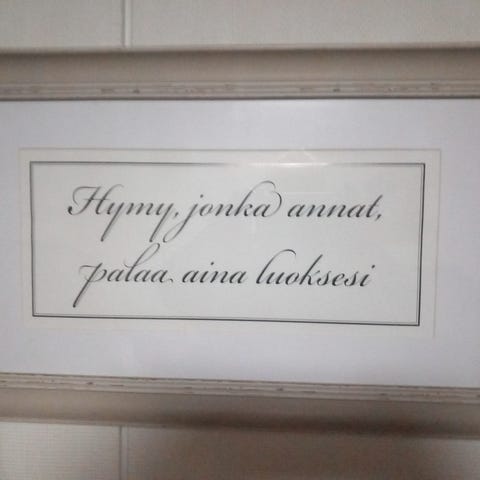 Hymy, jonka annat,
palaa aina luoksesi